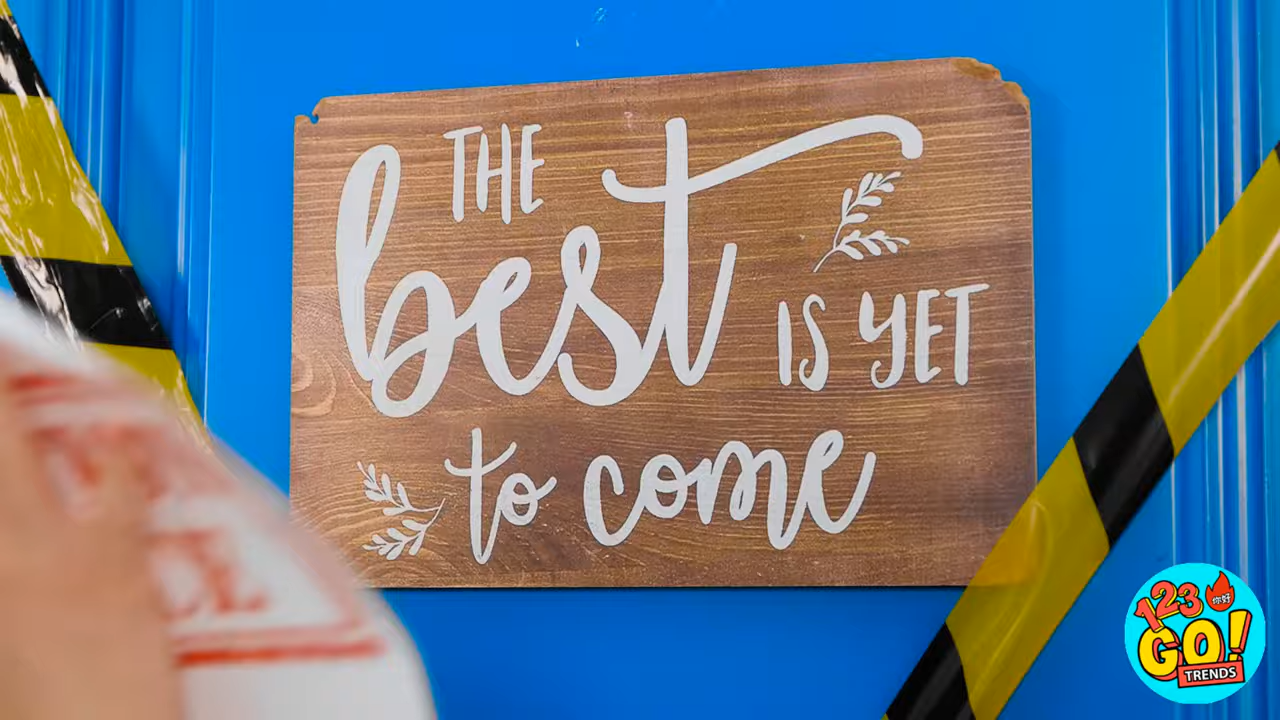 THE
best
IS YET
to come
123
你好
GO!
TRENDS